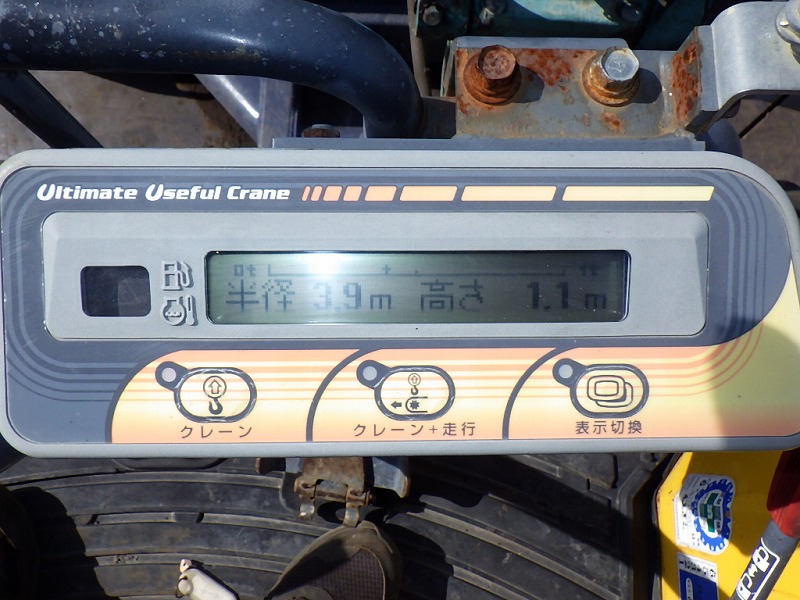 Ultimate Useful Crane
0t
半径 3.9m 高さ 1.1m
クレーン
クレーン+走行
表示切換